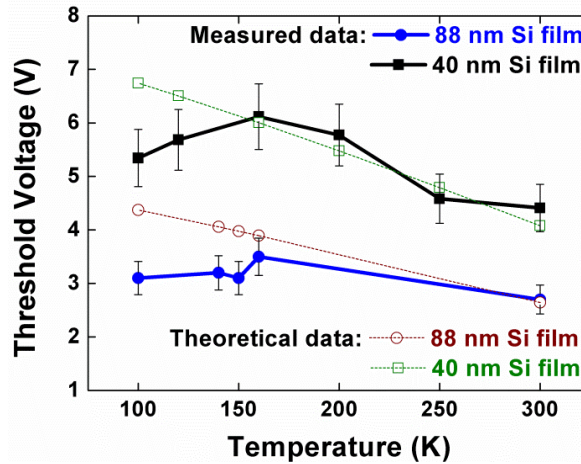 Measured data: 88 nm Si film
40 nm Si film
8
7
6
5
4
3
2
1
Threshold Voltage (V)
Theoretical data: 88 nm Si film
40 nm Si film
100 150 200 250 300
Temperature (K)